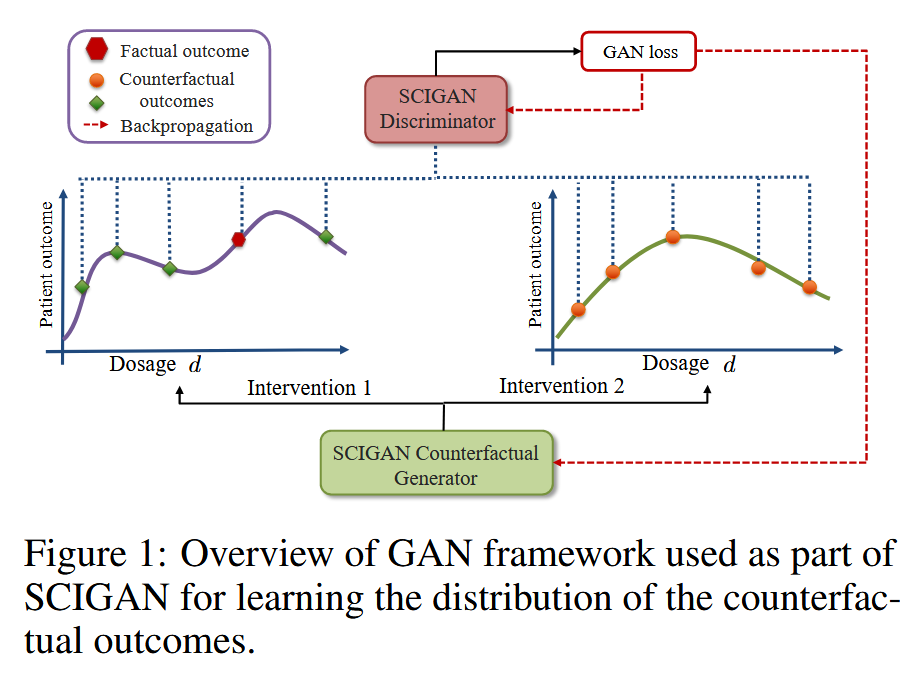 Factual outcome
Counterfactual
outcomes
Backpropagation
GAN loss
SCIGAN
Discriminator
Patient outcome
Dosage d
Patient outcome
Dosage d
Intervention 1
Intervention 2
SCIGAN Counterfactual
Generator
Figure 1: Overview of GAN framework used as part of
SCIGAN for learning the distribution of the counterfac-
tual outcomes.